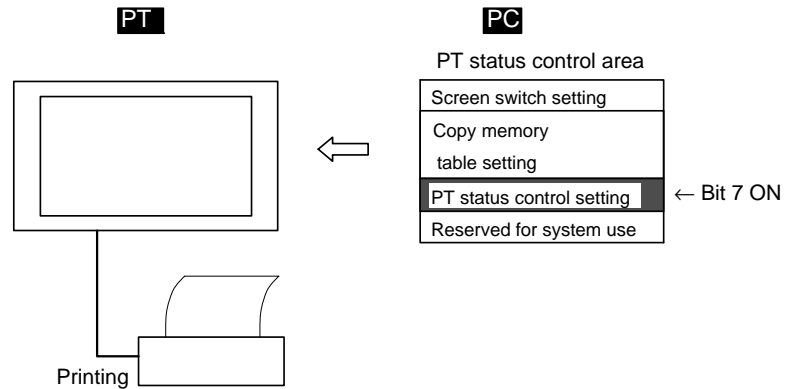 PT
PC
PT status control area
Screen switch setting
Copy memory
table setting
PT status control setting
← Bit 7 ON
Reserved for system use
Printing